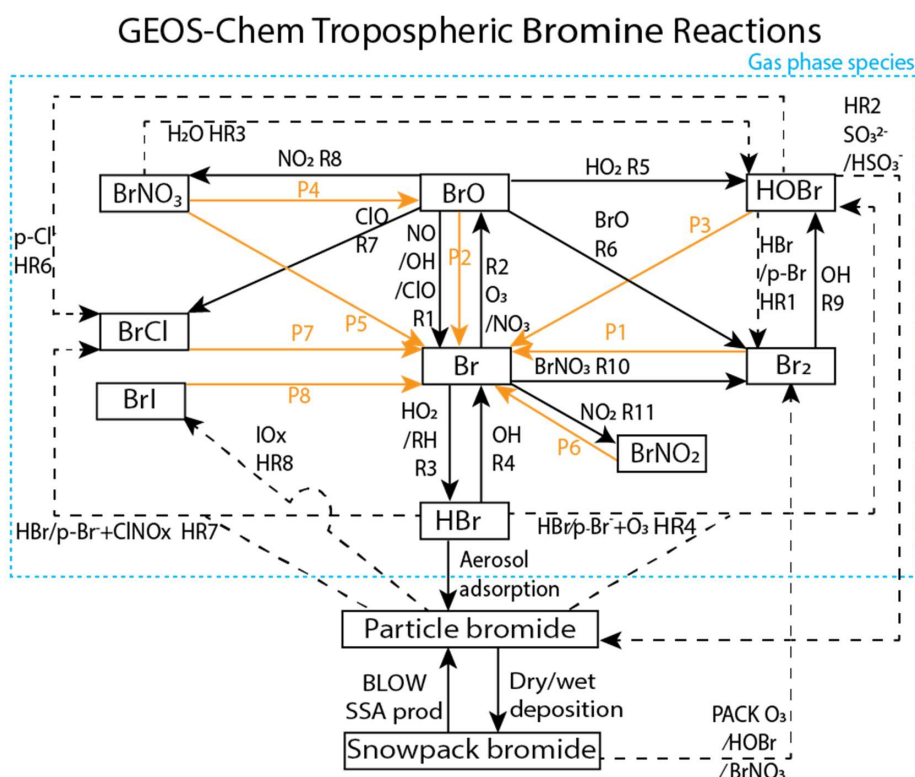 GEOS-Chem Tropospheric Bromine Reactions
Gas phase species
HR2
SO₃²⁻
/HSO₃⁻
H₂O HR3
NO₂ R8
HO₂ R5
BrNO₃
P4
BrO
HOBr
ClO
R7
NO
/OH
/ClO
R1
P2
R2
O₃
/NO₃
BrO
R6
P3
HBr
/p-Br
HR1
OH
R9
p-Cl⁻
HR6
BrCl
P7
P5
Br
P1
Br₂
BrNO₃ R10
BrI
P8
HO₂
/RH
R3
OH
R4
NO₂ R11
P6
BrNO₂
IOx
HR8
HBr
HBr/p-Br⁻+ClNOx HR7
HBr/p-Br⁻+O₃ HR4
Aerosol
adsorption
Particle bromide
BLOW
SSA prod
Dry/wet
deposition
Snowpack bromide
PACK O₃
/HOBr
/BrNO₃